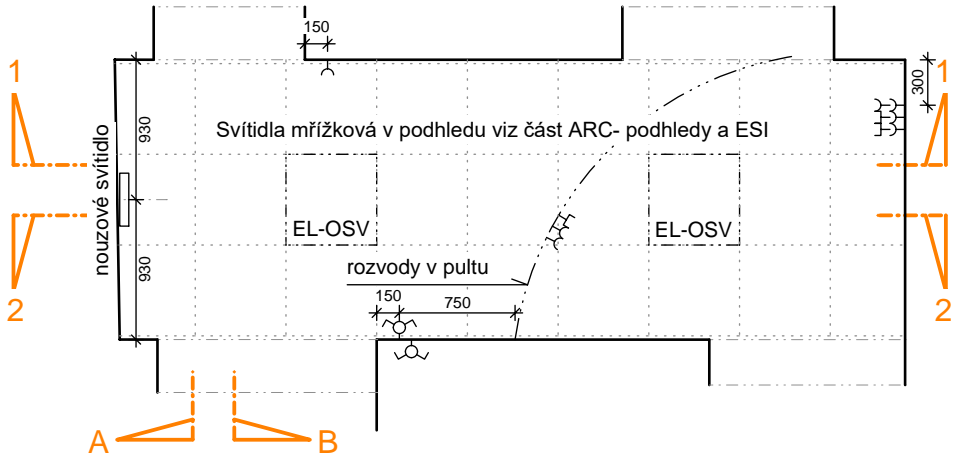 150
1
1
300
930
Svítidla mřížková v podhledu viz část ARC- podhledy a ESI
nouzové svítidlo
EL-OSV
EL-OSV
930
rozvody v pultu
2
2
150
750
A
B